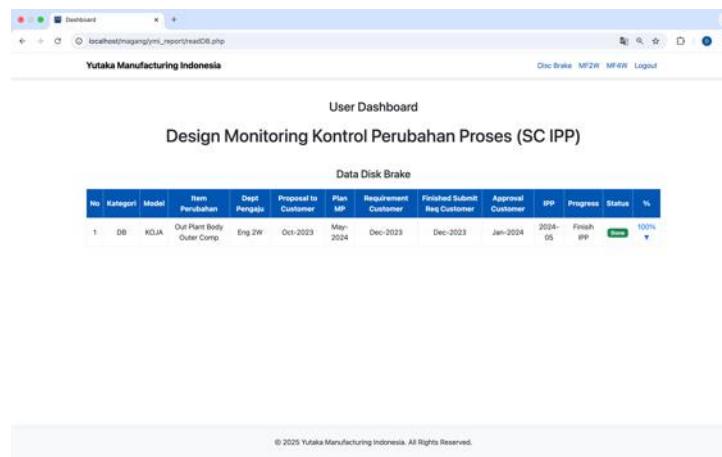 Dashboard
localhost/magang/ymi_report/readDB.php
Yutaka Manufacturing Indonesia
Disc Brake MF2W MF4W Logout
User Dashboard
Design Monitoring Kontrol Perubahan Proses (SC IPP)
Data Disk Brake
No Kategori Model Item Perubahan Dept Pengaju Proposal to Customer Plan MP Requirement Customer Finished Submit Req Customer Approval Customer IPP Progress Status %
1 DB K0JA Out Plant Body Outer Comp Eng 2W Oct-2023 May-2024 Dec-2023 Dec-2023 Jan-2024 2024-05 Finish IPP Done 100% ▼
© 2025 Yutaka Manufacturing Indonesia. All Rights Reserved.